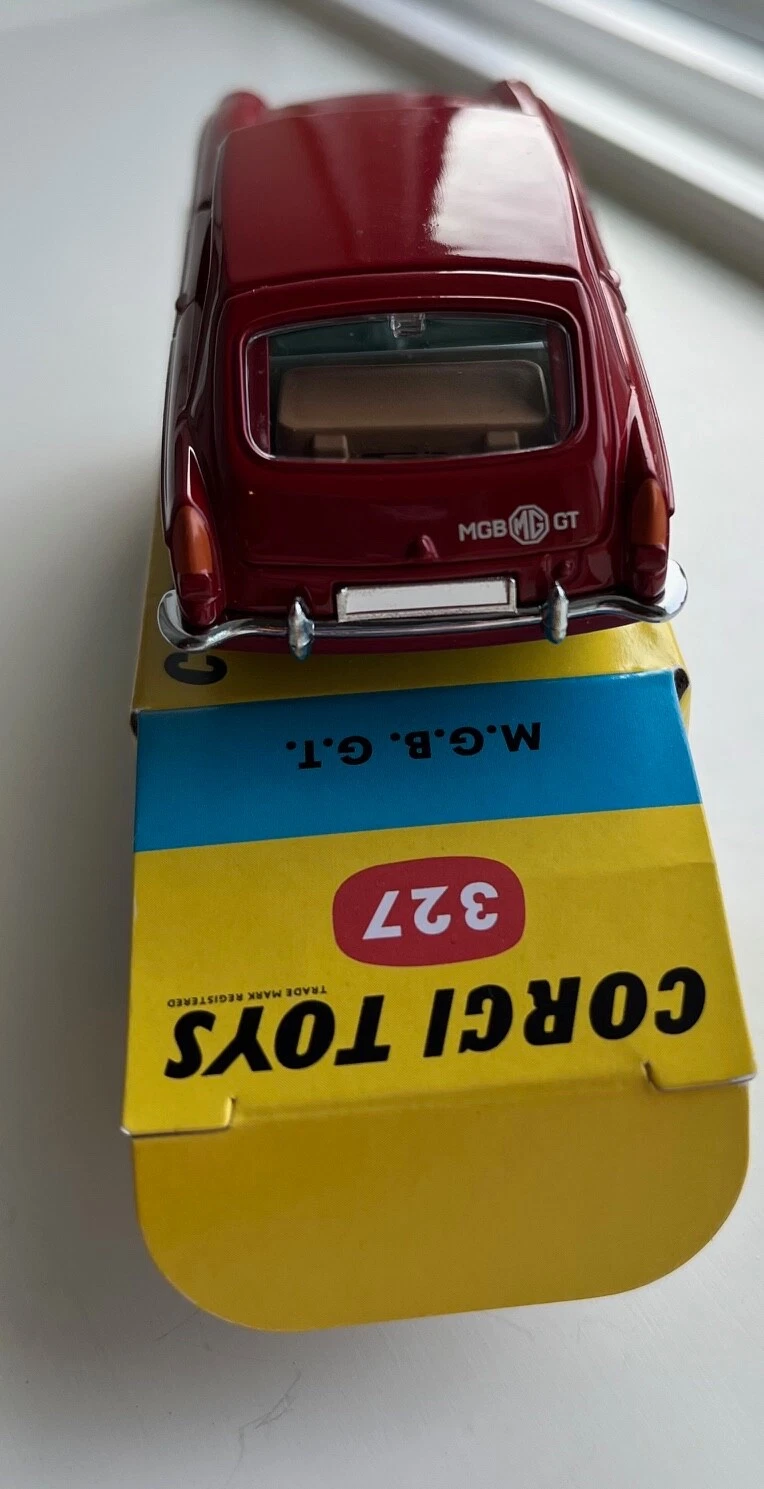 MGB MG GT
C
M.G.B. G.T.
327
CORGI TOYS
TRADE MARK REGISTERED